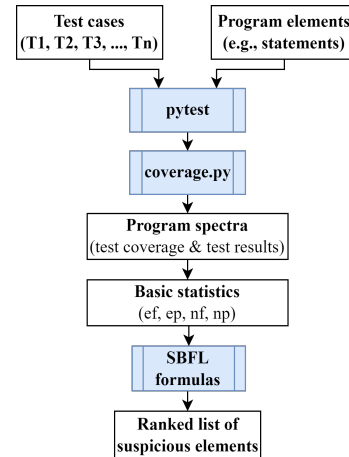 Test cases
(T1, T2, T3, ..., Tn)
Program elements
(e.g., statements)
pytest
coverage.py
Program spectra
(test coverage & test results)
Basic statistics
(ef, ep, nf, np)
SBFL
formulas
Ranked list of
suspicious elements